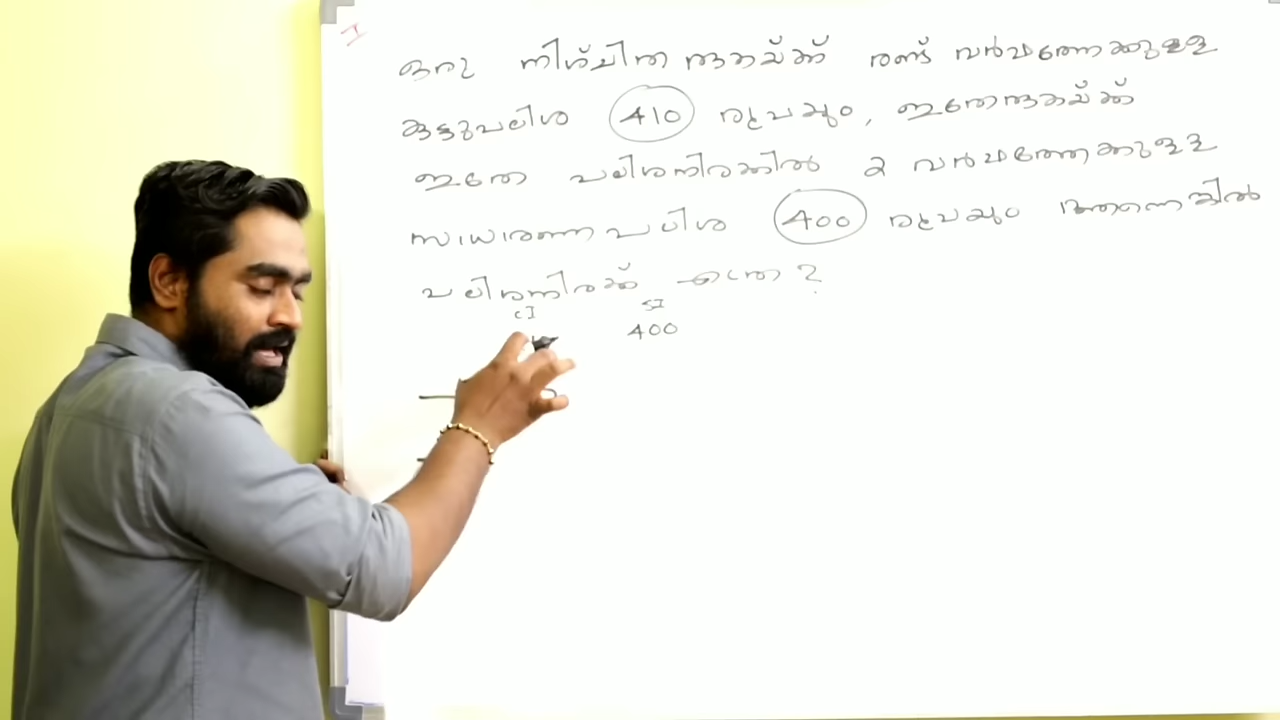 ഒരു നിശ്ചിത തുകയ്ക്ക് രണ്ട് വർഷത്തേക്കുള്ള
കൂട്ടുപലിശ 410 രൂപയും, ഇതേതുകയ്ക്ക്
ഇതേ പലിശനിരക്കിൽ 2 വർഷത്തേക്കുള്ള
സാധാരണ പലിശ 400 രൂപയും ആണെങ്കിൽ
പലിശനിരക്ക് എത്ര ?
CI SI
400